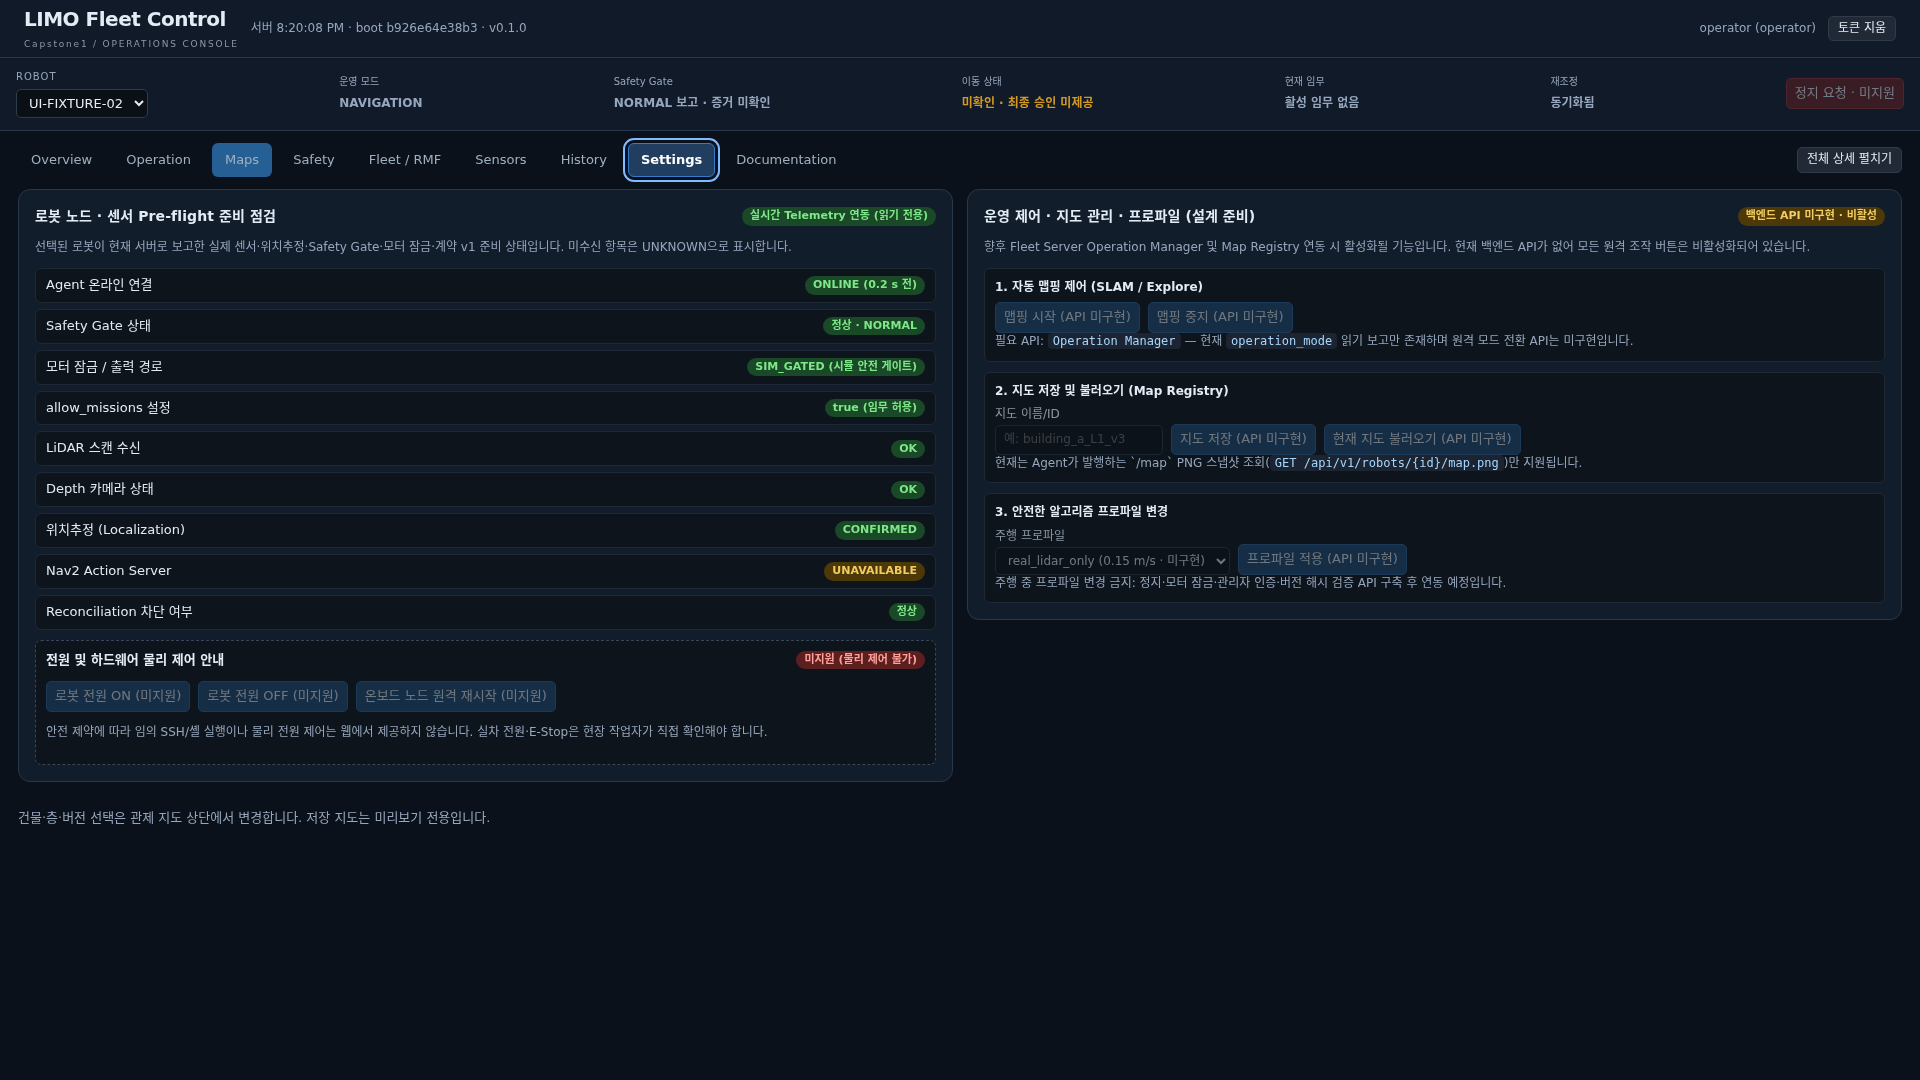 LIMO Fleet Control
Capstone1 / OPERATIONS CONSOLE
서버 8:20:08 PM · boot b926e64e38b3 · v0.1.0
operator (operator)
토큰 지움
ROBOT
UI-FIXTURE-02
운영 모드
NAVIGATION
Safety Gate
NORMAL 보고 · 증거 미확인
이동 상태
미확인 · 최종 승인 미제공
현재 임무
활성 임무 없음
재조정
동기화됨
정지 요청 · 미지원
Overview
Operation
Maps
Safety
Fleet / RMF
Sensors
History
Settings
Documentation
전체 상세 펼치기
로봇 노드 · 센서 Pre-flight 준비 점검
실시간 Telemetry 연동 (읽기 전용)
선택된 로봇이 현재 서버로 보고한 실제 센서·위치추정·Safety Gate·모터 잠금·계약 v1 준비 상태입니다. 미수신 항목은 UNKNOWN으로 표시합니다.
Agent 온라인 연결
ONLINE (0.2 s 전)
Safety Gate 상태
정상 · NORMAL
모터 잠금 / 출력 경로
SIM_GATED (시뮬 안전 게이트)
allow_missions 설정
true (임무 허용)
LiDAR 스캔 수신
OK
Depth 카메라 상태
OK
위치추정 (Localization)
CONFIRMED
Nav2 Action Server
UNAVAILABLE
Reconciliation 차단 여부
정상
전원 및 하드웨어 물리 제어 안내
미지원 (물리 제어 불가)
로봇 전원 ON (미지원)
로봇 전원 OFF (미지원)
온보드 노드 원격 재시작 (미지원)
안전 제약에 따라 임의 SSH/셸 실행이나 물리 전원 제어는 웹에서 제공하지 않습니다. 실차 전원·E-Stop은 현장 작업자가 직접 확인해야 합니다.
운영 제어 · 지도 관리 · 프로파일 (설계 준비)
백엔드 API 미구현 · 비활성
향후 Fleet Server Operation Manager 및 Map Registry 연동 시 활성화될 기능입니다. 현재 백엔드 API가 없어 모든 원격 조작 버튼은 비활성화되어 있습니다.
1. 자동 맵핑 제어 (SLAM / Explore)
맵핑 시작 (API 미구현)
맵핑 중지 (API 미구현)
필요 API: Operation Manager — 현재 operation_mode 읽기 보고만 존재하며 원격 모드 전환 API는 미구현입니다.
2. 지도 저장 및 불러오기 (Map Registry)
지도 이름/ID
예: building_a_L1_v3
지도 저장 (API 미구현)
현재 지도 불러오기 (API 미구현)
현재는 Agent가 발행하는 `/map` PNG 스냅샷 조회(GET /api/v1/robots/{id}/map.png)만 지원됩니다.
3. 안전한 알고리즘 프로파일 변경
주행 프로파일
real_lidar_only (0.15 m/s · 미구현)
프로파일 적용 (API 미구현)
주행 중 프로파일 변경 금지: 정지·모터 잠금·관리자 인증·버전 해시 검증 API 구축 후 연동 예정입니다.
건물·층·버전 선택은 관제 지도 상단에서 변경합니다. 저장 지도는 미리보기 전용입니다.